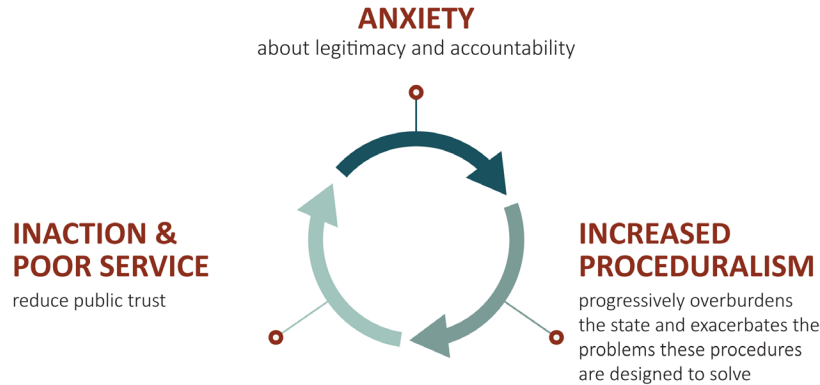 ANXIETY
about legitimacy and accountability
INACTION &
POOR SERVICE
reduce public trust
INCREASED
PROCEDURALISM
progressively overburdens
the state and exacerbates the
problems these procedures
are designed to solve